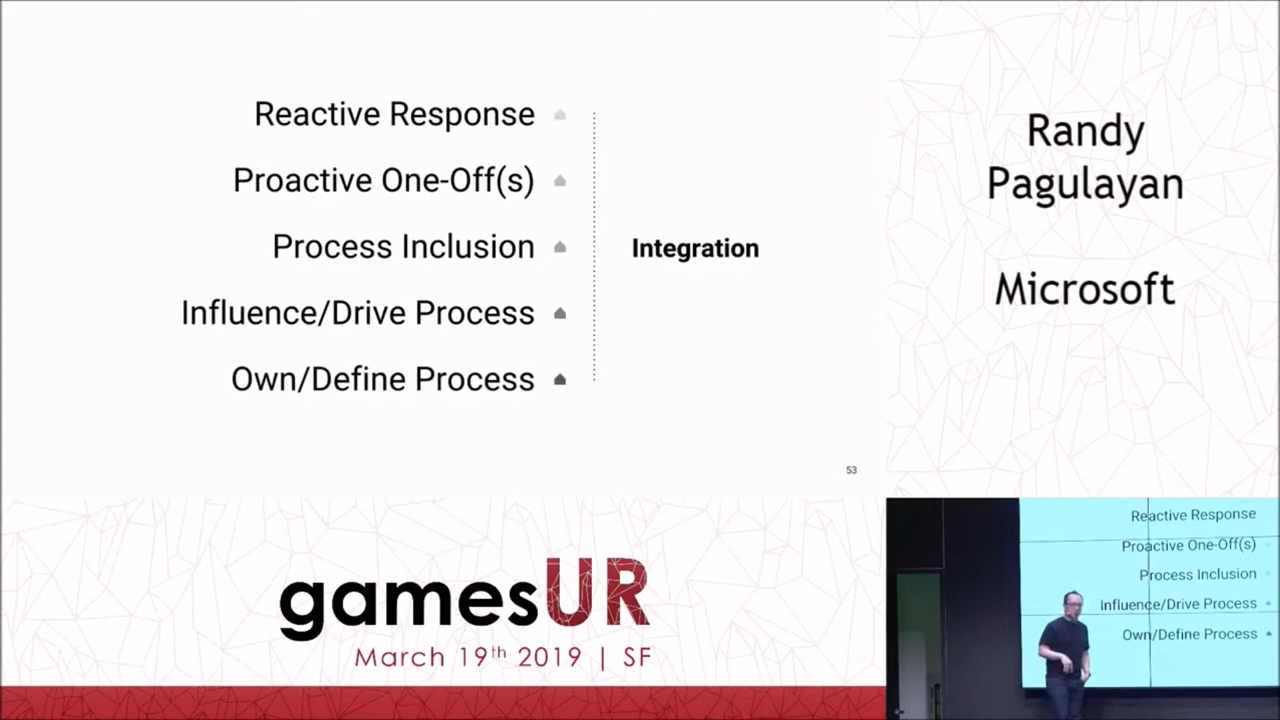 Reactive Response
Proactive One-Off(s)
Process Inclusion
Influence/Drive Process
Own/Define Process
Integration
53
Randy
Pagulayan
Microsoft
gamesUR
March 19th 2019 | SF
Reactive Response
Proactive One-Off(s)
Process Inclusion
Influence/Drive Process
Own/Define Process